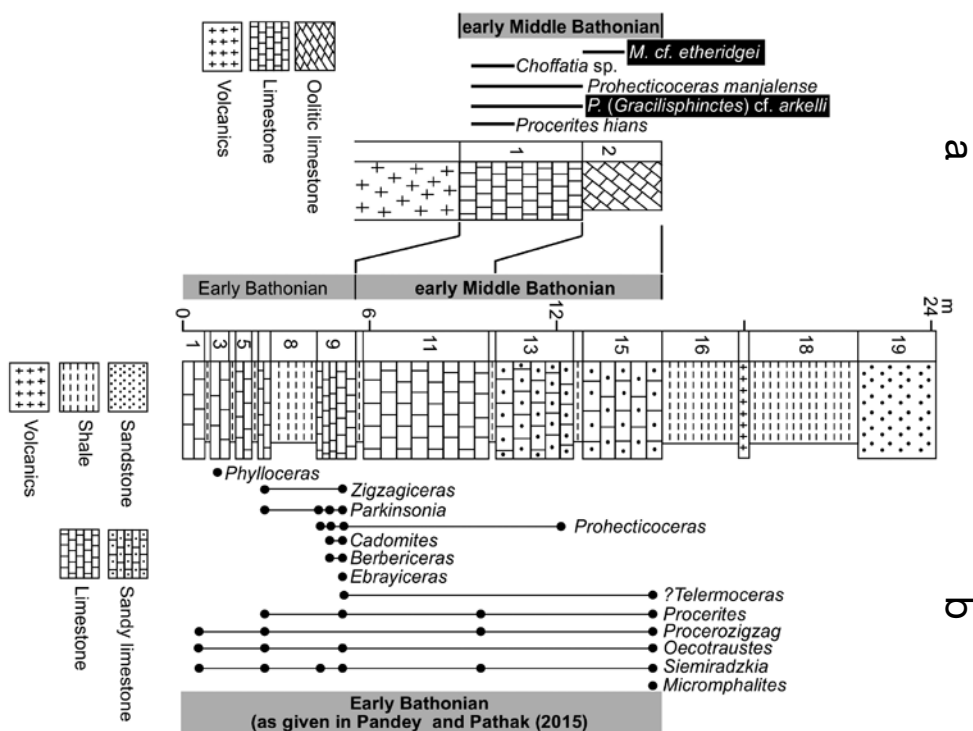 early Middle Bathonian
M. cf. etheridgei
Choffatia sp.
Prohecticoceras manjalense
P. (Gracilisphinctes) cf. arkelli
Procerites hians
Volcanics
Limestone
Oolitic limestone
1
2
a
Early Bathonian
early Middle Bathonian
0
6
12
24
m
1
3
5
8
9
11
13
15
16
18
19
Volcanics
Shale
Sandstone
Limestone
Sandy limestone
Phylloceras
Zigzagiceras
Parkinsonia
Prohecticoceras
Cadomites
Berbericeras
Ebrayiceras
?Telermoceras
Procerites
Procerozigzag
Oecotraustes
Siemiradzkia
Micromphalites
b
Early Bathonian
(as given in Pandey and Pathak (2015)